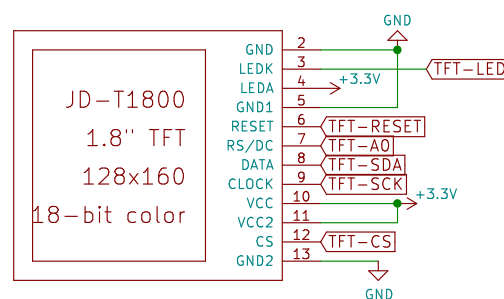 GND
GND 2
LEDK 3 TFT-LED
LEDA 4 +3.3V
GND1 5
JD-T1800
RESET 6 TFT-RESET
1.8" TFT
RS/DC 7 TFT-A0
DATA 8 TFT-SDA
128x160
CLOCK 9 TFT-SCK
VCC 10 +3.3V
18-bit color
VCC2 11
CS 12 TFT-CS
GND2 13
GND